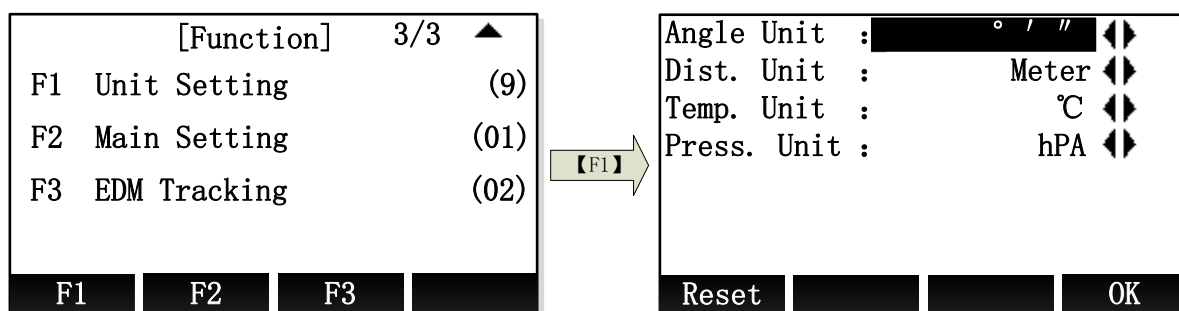 [Function] 3/3 ▲
F1 Unit Setting (9)
F2 Main Setting (01)
F3 EDM Tracking (02)
F1 F2 F3
【F1】
Angle Unit : ° ′ ″
Dist. Unit : Meter
Temp. Unit : ℃
Press. Unit : hPA
Reset OK